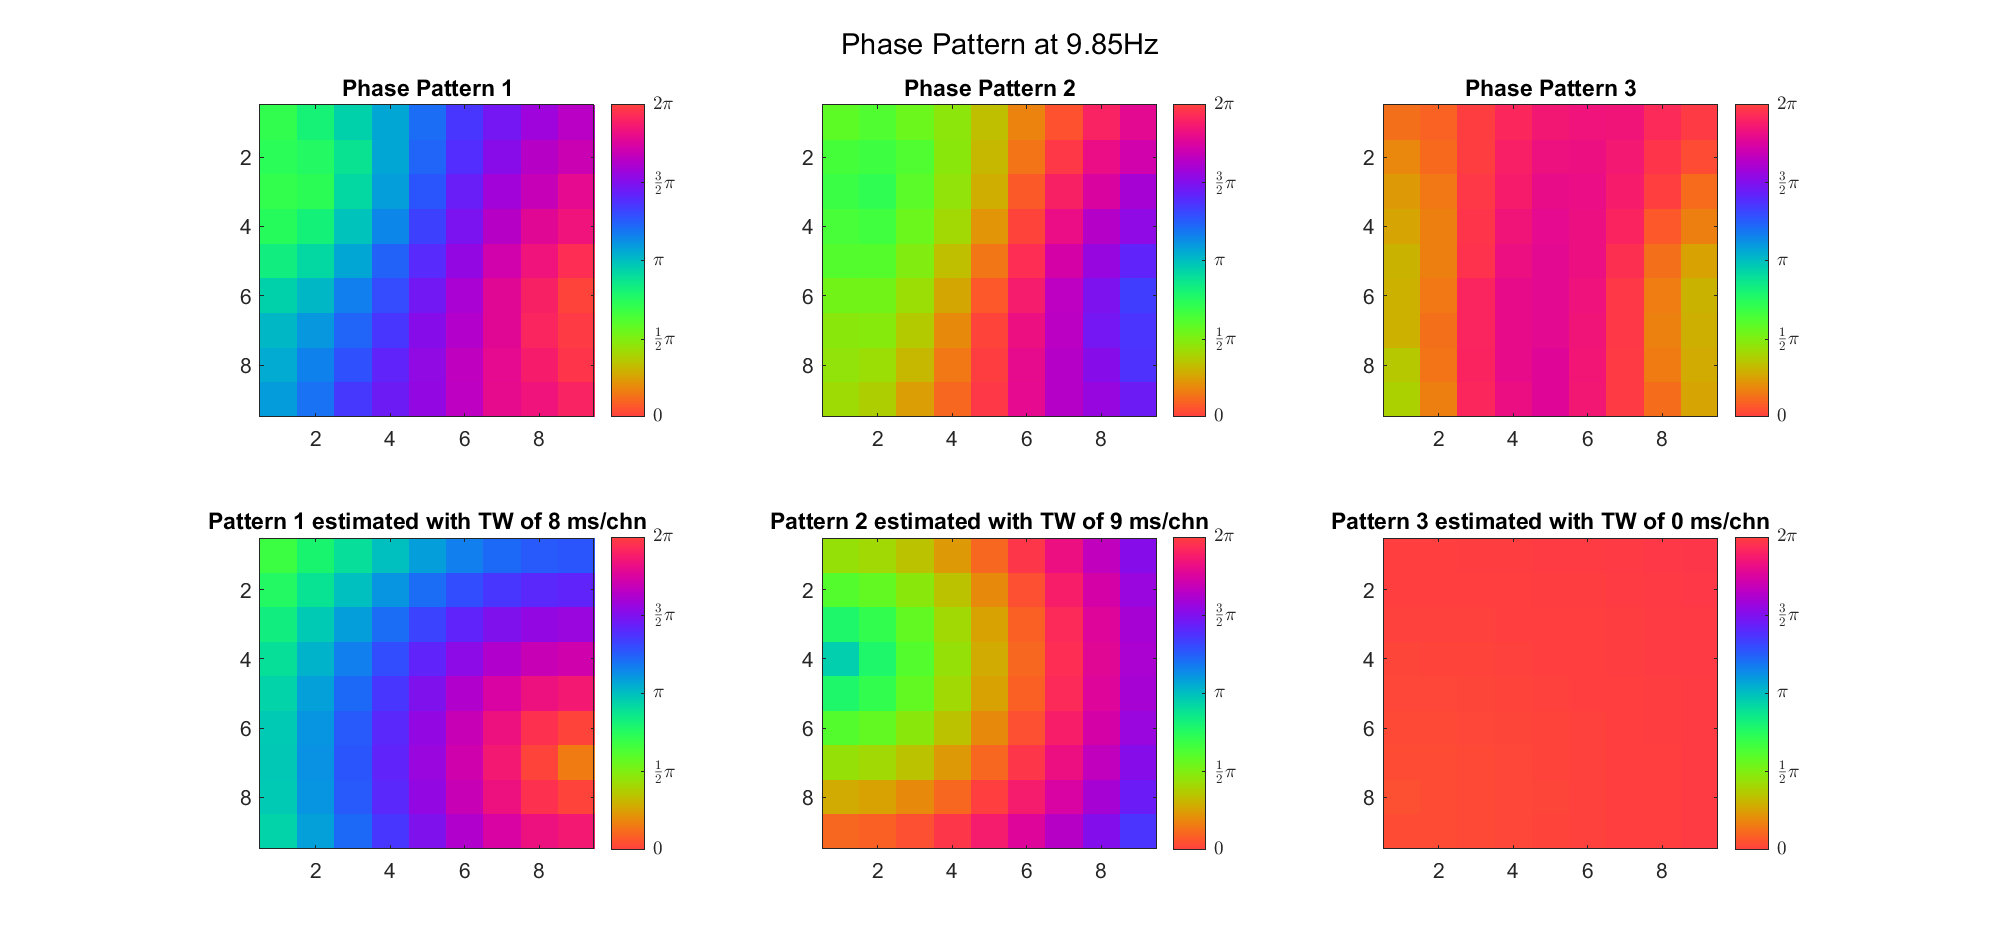 Phase Pattern at 9.85Hz
Phase Pattern 1
2
4
6
8
2 4 6 8
2π
3/2 π
π
1/2 π
0
Phase Pattern 2
2
4
6
8
2 4 6 8
2π
3/2 π
π
1/2 π
0
Phase Pattern 3
2
4
6
8
2 4 6 8
2π
3/2 π
π
1/2 π
0
Pattern 1 estimated with TW of 8 ms/chn
2
4
6
8
2 4 6 8
2π
3/2 π
π
1/2 π
0
Pattern 2 estimated with TW of 9 ms/chn
2
4
6
8
2 4 6 8
2π
3/2 π
π
1/2 π
0
Pattern 3 estimated with TW of 0 ms/chn
2
4
6
8
2 4 6 8
2π
3/2 π
π
1/2 π
0